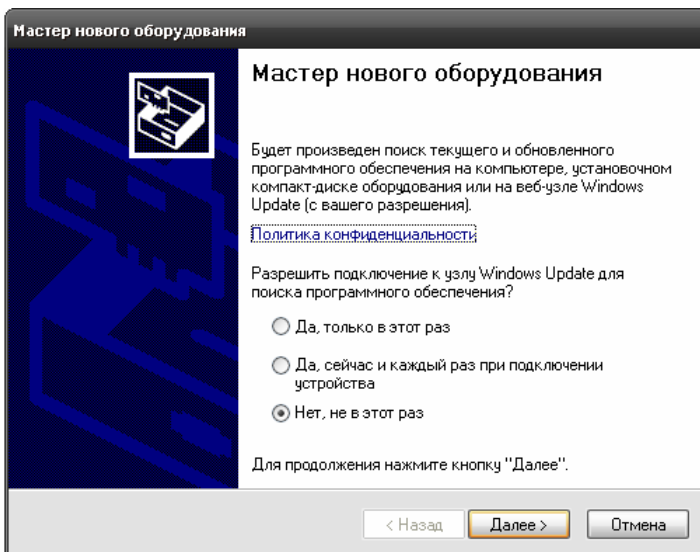 Мастер нового оборудования
Мастер нового оборудования
Будет произведен поиск текущего и обновленного
программного обеспечения на компьютере, установочном
компакт-диске оборудования или на веб-узле Windows
Update (с вашего разрешения).
Политика конфиденциальности
Разрешить подключение к узлу Windows Update для
поиска программного обеспечения?
Да, только в этот раз
Да, сейчас и каждый раз при подключении
устройства
Нет, не в этот раз
Для продолжения нажмите кнопку "Далее".
< Назад Далее > Отмена